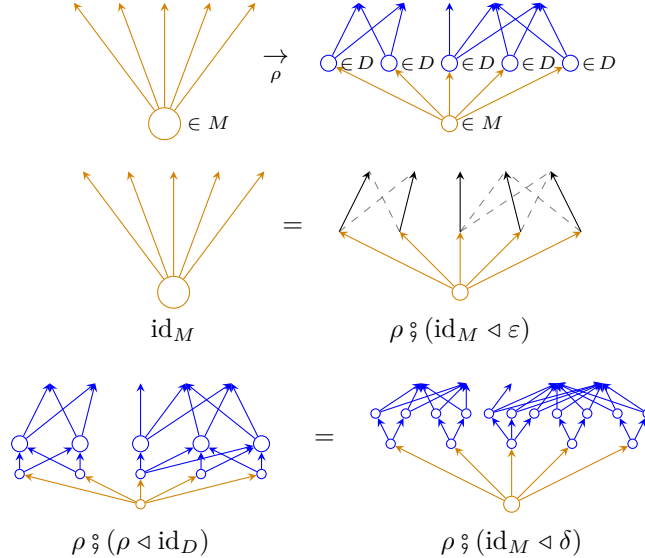 →ρ
∈ D ∈ D ∈ D ∈ D ∈ D
∈ M ∈ M
=
id_M ρ ⨟ (id_M ◁ ε)
=
ρ ⨟ (ρ ◁ id_D) ρ ⨟ (id_M ◁ δ)